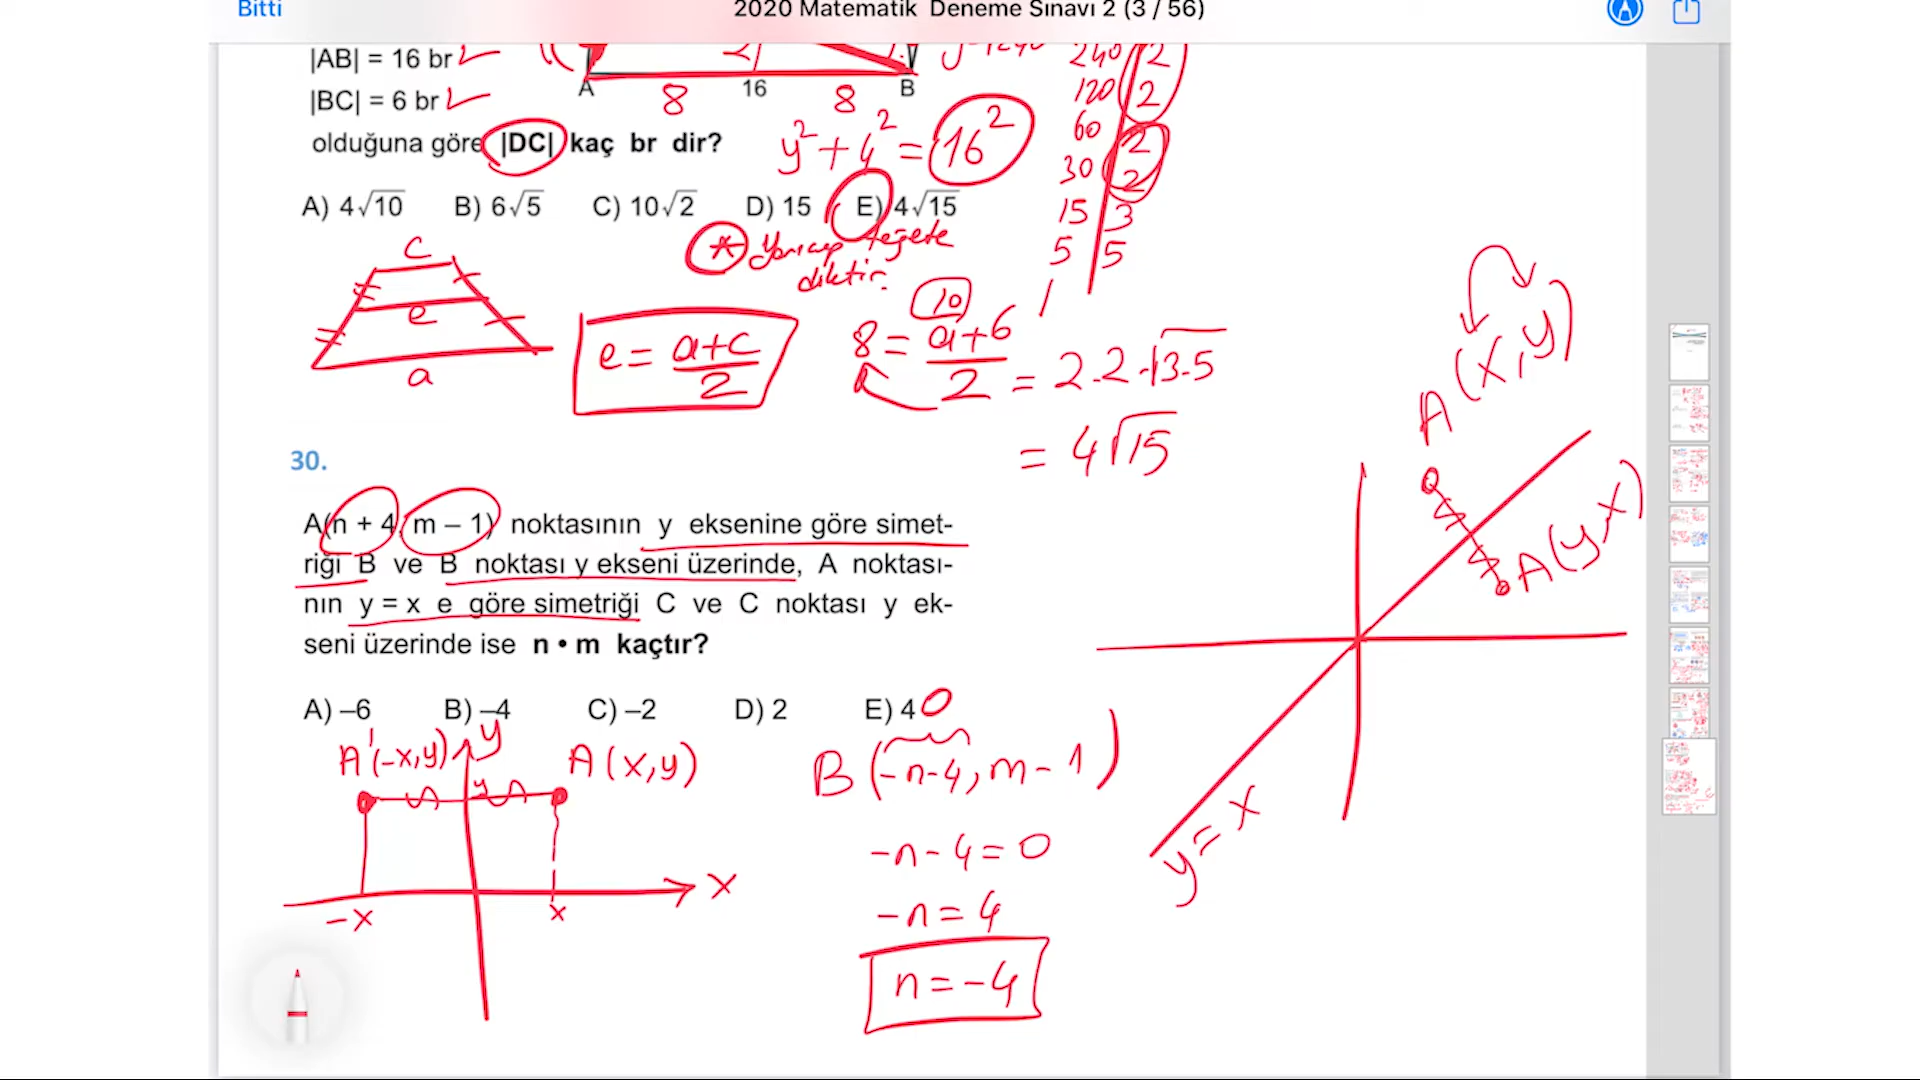 Bitti
2020 Matematik Deneme Sınavı 2 (3 / 56)
|AB| = 16 br
|BC| = 6 br
olduğuna göre |DC| kaç br dir?
A 16 B
8 8
y² + 4² = 16²
240 2
120 2
60 2
30 2
15 3
5 5
1
A) 4√10 B) 6√5 C) 10√2 D) 15 E) 4√15
* Yarıçap teğete
diktir.
c
e
a
e = a+c / 2
10
8 = a+6 / 2
= 2.2.√3.5
= 4√15
30.
A(n + 4, m – 1) noktasının y eksenine göre simet-
riği B ve B noktası y ekseni üzerinde, A noktası-
nın y = x e göre simetriği C ve C noktası y ek-
seni üzerinde ise n • m kaçtır?
A) –6 B) –4 C) –2 D) 2 E) 4
A'(-x,y) y A(x,y)
y
-x x x
0
B(-n-4, m-1)
-n-4=0
-n=4
n=-4
A(x,y)
A(y,x)
y=x